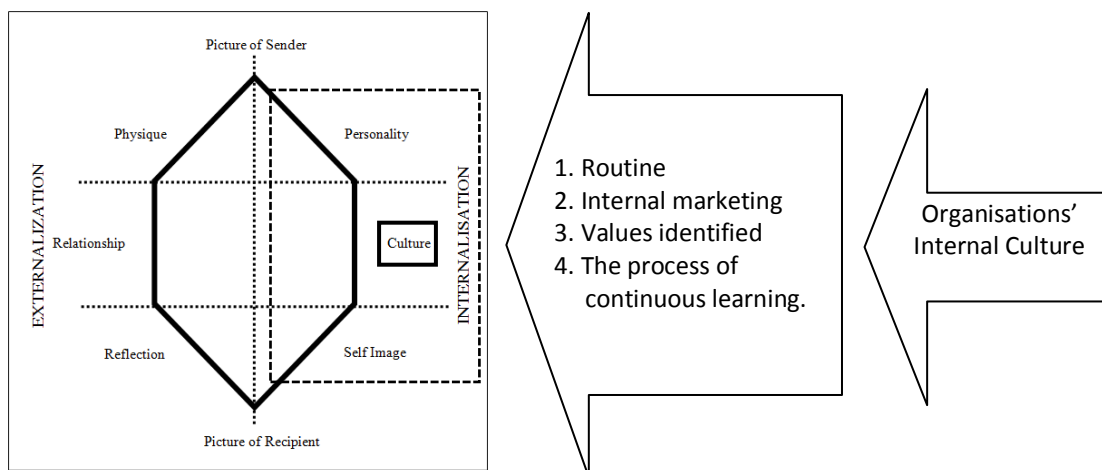 Picture of Sender
Physique
Personality
EXTERNALIZATION
Relationship
Culture
INTERNALISATION
Reflection
Self Image
Picture of Recipient
1. Routine
2. Internal marketing
3. Values identified
4. The process of
continuous learning.
Organisations’
Internal Culture